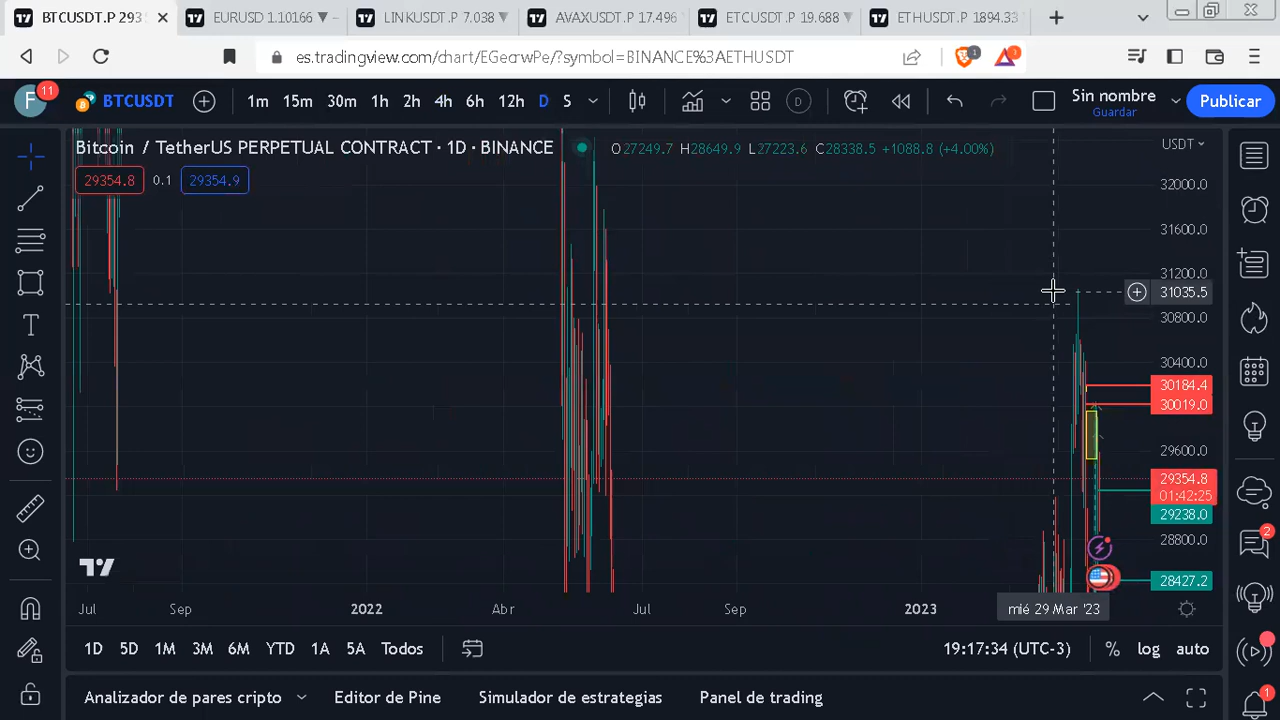 BTCUSDT.P 293
EURUSD 1.10166 ▼ −
LINKUSDT.P 7.038 ▼
AVAXUSDT.P 17.496
ETCUSDT.P 19.688 ▼
ETHUSDT.P 1894.33
es.tradingview.com/chart/EGecrwPe/?symbol=BINANCE%3AETHUSDT
1
F
11
BTCUSDT
1m 15m 30m 1h 2h 4h 6h 12h D S
D
Sin nombre
Guardar
Publicar
Bitcoin / TetherUS PERPETUAL CONTRACT · 1D · BINANCE
O27249.7 H28649.9 L27223.6 C28338.5 +1088.8 (+4.00%)
USDT
29354.8 0.1 29354.9
32000.0
31600.0
31200.0
31035.5
30800.0
30400.0
30184.4
30019.0
29600.0
29354.8
01:42:25
29238.0
28800.0
28427.2
2
Jul Sep 2022 Abr Jul Sep 2023
mié 29 Mar '23
1D 5D 1M 3M 6M YTD 1A 5A Todos
19:17:34 (UTC-3) % log auto
Analizador de pares cripto Editor de Pine Simulador de estrategias Panel de trading
1